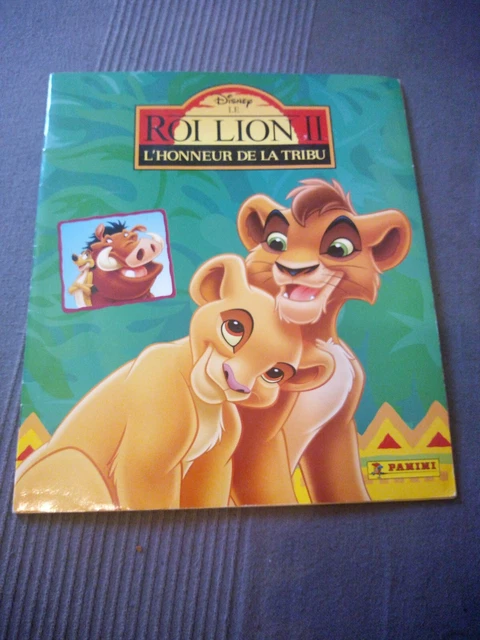 Disney
LE
ROI LION II
L'HONNEUR DE LA TRIBU
PANINI